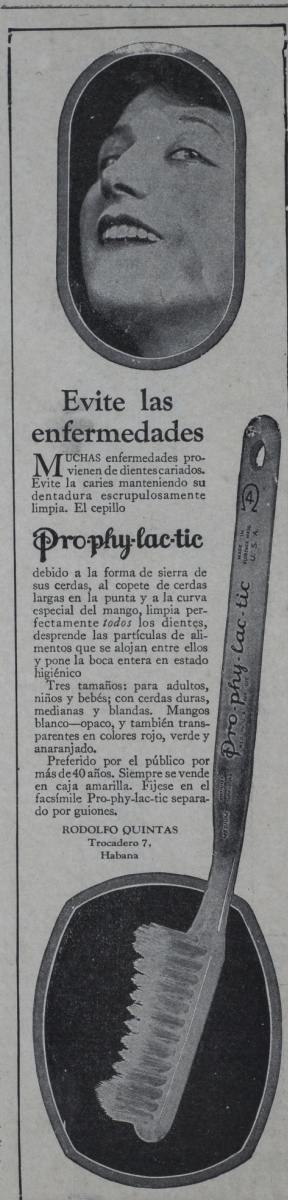 Evite las
enfermedades
MUCHAS enfermedades pro-
vienen de dientes cariados.
Evite la caries manteniendo su
dentadura escrupulosamente
limpia. El cepillo
Pro-phy-lac-tic
debido a la forma de sierra de
sus cerdas, al copete de cerdas
largas en la punta y a la curva
especial del mango, limpia per-
fectamente todos los dientes,
desprende las partículas de ali-
mentos que se alojan entre ellos
y pone la boca entera en estado
higiénico
Tres tamaños: para adultos,
niños y bebés; con cerdas duras,
medianas y blandas. Mangos
blanco—opaco, y también trans-
parentes en colores rojo, verde y
anaranjado.
Preferido por el público por
más de 40 años. Siempre se vende
en caja amarilla. Fíjese en el
facsímile Pro-phy-lac-tic separa-
do por guiones.
RODOLFO QUINTAS
Trocadero 7,
Habana
4
MADE IN
U. S. A.
Pro-phy-lac-tic